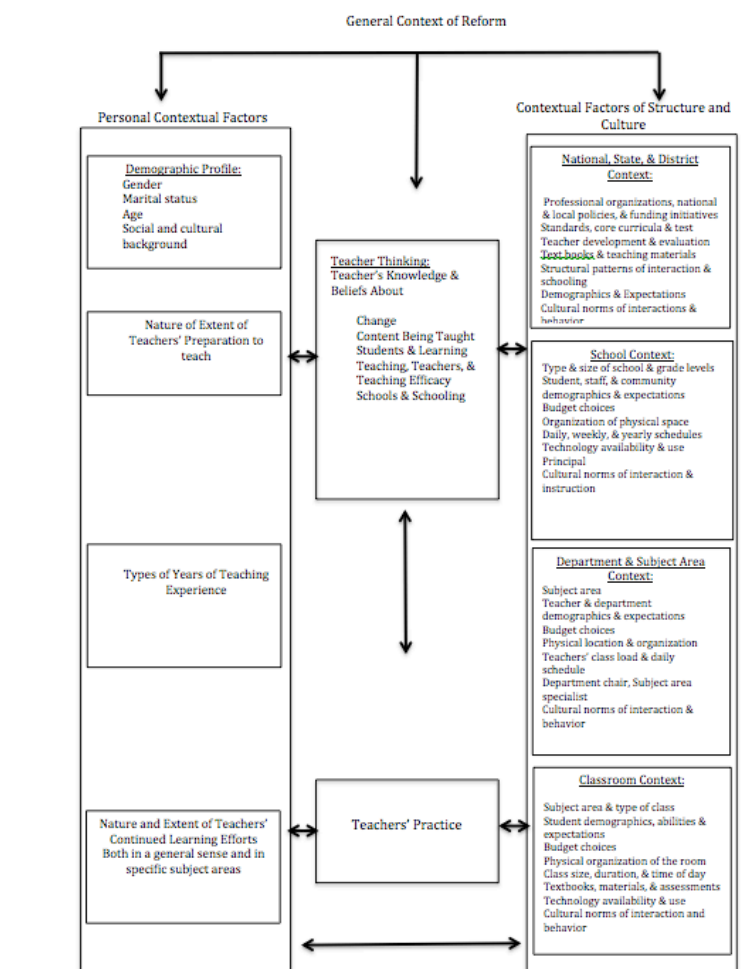 General Context of Reform
Personal Contextual Factors
Demographic Profile:
Gender
Marital status
Age
Social and cultural
background
Nature of Extent of
Teachers' Preparation to
teach
Types of Years of Teaching
Experience
Nature and Extent of Teachers'
Continued Learning Efforts
Both in a general sense and in
specific subject areas
Teacher Thinking:
Teacher's Knowledge &
Beliefs About
Change
Content Being Taught
Students & Learning
Teaching, Teachers, &
Teaching Efficacy
Schools & Schooling
Teachers' Practice
Contextual Factors of Structure and
Culture
National, State, & District
Context:
Professional organizations, national
& local policies, & funding initiatives
Standards, core curricula & test
Teacher development & evaluation
Text books & teaching materials
Structural patterns of interaction &
schooling
Demographics & Expectations
Cultural norms of interactions &
behavior
School Context:
Type & size of school & grade levels
Student, staff, & community
demographics & expectations
Budget choices
Organization of physical space
Daily, weekly, & yearly schedules
Technology availability & use
Principal
Cultural norms of interaction &
instruction
Department & Subject Area
Context:
Subject area
Teacher & department
demographics & expectations
Budget choices
Physical location & organization
Teachers' class load & daily
schedule
Department chair, Subject area
specialist
Cultural norms of interaction &
behavior
Classroom Context:
Subject area & type of class
Student demographics, abilities &
expectations
Budget choices
Physical organization of the room
Class size, duration, & time of day
Textbooks, materials, & assessments
Technology availability & use
Cultural norms of interaction and
behavior